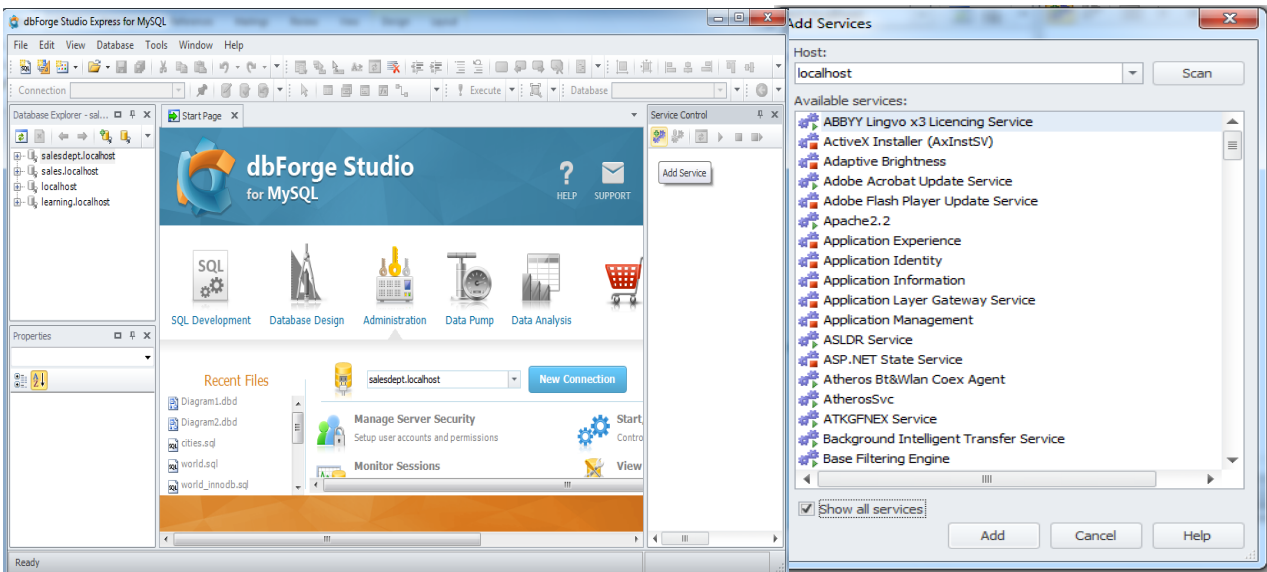 dbForge Studio Express for MySQL
File Edit View Database Tools Window Help
Connection
Execute
Database
Database Explorer - sal...
salesdept.localhost
sales.localhost
localhost
learning.localhost
Properties
Start Page X
dbForge Studio
for MySQL
HELP
SUPPORT
SQL
SQL Development
Database Design
Administration
Data Pump
Data Analysis
Recent Files
Diagram1.dbd
Diagram2.dbd
cities.sql
world.sql
world_innodb.sql
salesdept.localhost
New Connection
Manage Server Security
Setup user accounts and permissions
Monitor Sessions
Start,
Contro
View
Service Control
Add Service
Ready
Add Services
Host:
localhost
Scan
Available services:
ABBYY Lingvo x3 Licencing Service
ActiveX Installer (AxInstSV)
Adaptive Brightness
Adobe Acrobat Update Service
Adobe Flash Player Update Service
Apache2.2
Application Experience
Application Identity
Application Information
Application Layer Gateway Service
Application Management
ASLDR Service
ASP.NET State Service
Atheros Bt&Wlan Coex Agent
AtherosSvc
ATKGFNEX Service
Background Intelligent Transfer Service
Base Filtering Engine
Show all services
Add
Cancel
Help